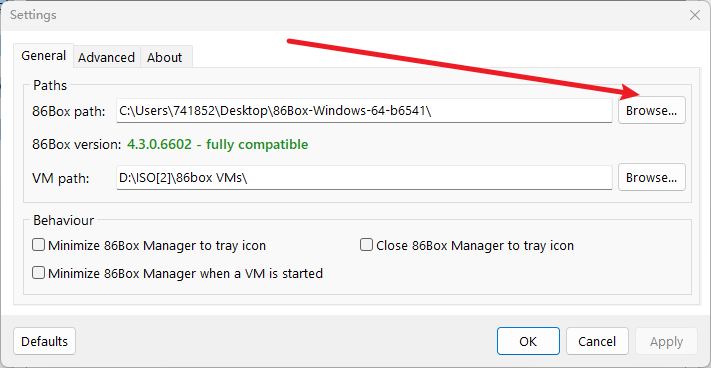 Settings
General Advanced About
Paths
86Box path: C:\Users\741852\Desktop\86Box-Windows-64-b6541\ Browse...
86Box version: 4.3.0.6602 - fully compatible
VM path: D:\ISO[2]\86box VMs\ Browse...
Behaviour
Minimize 86Box Manager to tray icon Close 86Box Manager to tray icon
Minimize 86Box Manager when a VM is started
Defaults OK Cancel Apply